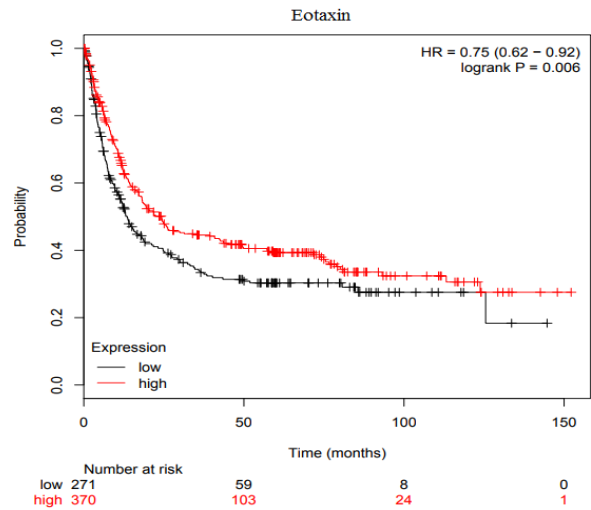 Eotaxin
HR = 0.75 (0.62 − 0.92)
logrank P = 0.006
Probability
1.0
0.8
0.6
0.4
0.2
0.0
Expression
low
high
0 50 100 150
Time (months)
Number at risk
low 271 59 8 0
high 370 103 24 1